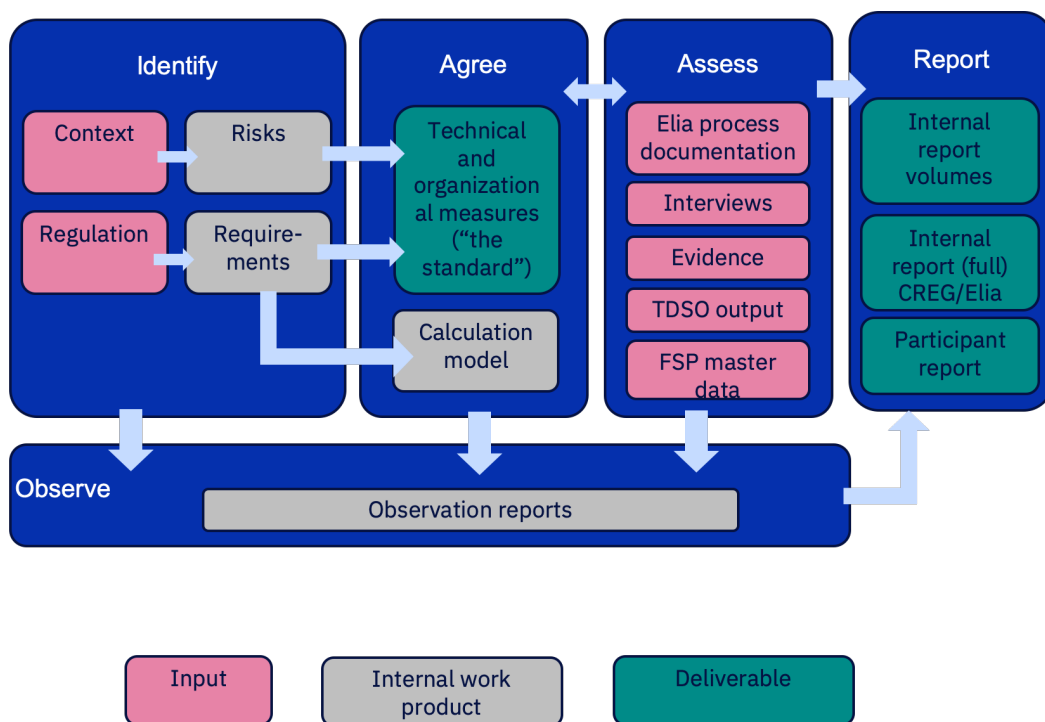 Identify
Context
Risks
Regulation
Require-
ments
Agree
Technical
and
organization
al measures
(“the
standard”)
Calculation
model
Assess
Elia process
documentation
Interviews
Evidence
TDSO output
FSP master
data
Report
Internal
report
volumes
Internal
report (full)
CREG/Elia
Participant
report
Observe
Observation reports
Input
Internal work
product
Deliverable